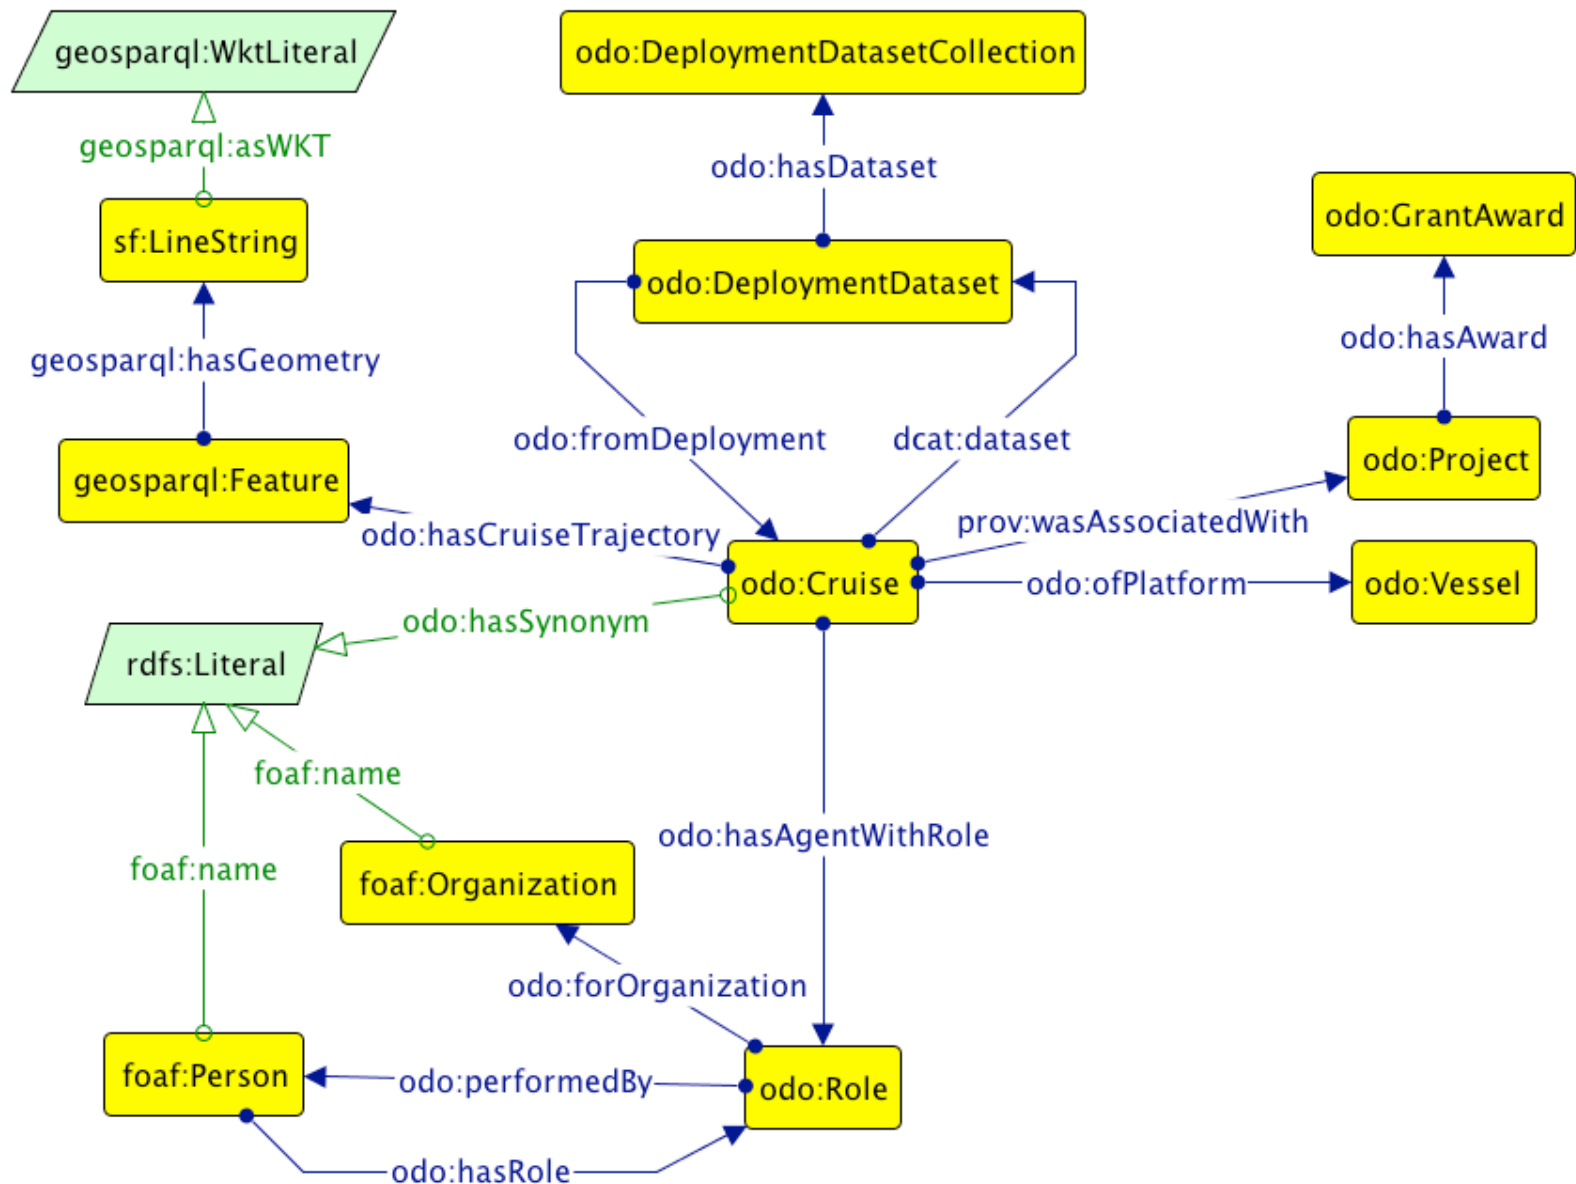 geosparql:WktLiteral
odo:DeploymentDatasetCollection
geosparql:asWKT
odo:hasDataset
odo:GrantAward
sf:LineString
odo:DeploymentDataset
odo:hasAward
geosparql:hasGeometry
odo:fromDeployment
dcat:dataset
odo:Project
geosparql:Feature
prov:wasAssociatedWith
odo:hasCruiseTrajectory
odo:Cruise
odo:ofPlatform
odo:Vessel
odo:hasSynonym
rdfs:Literal
foaf:name
odo:hasAgentWithRole
foaf:name
foaf:Organization
odo:forOrganization
foaf:Person
odo:performedBy
odo:Role
odo:hasRole